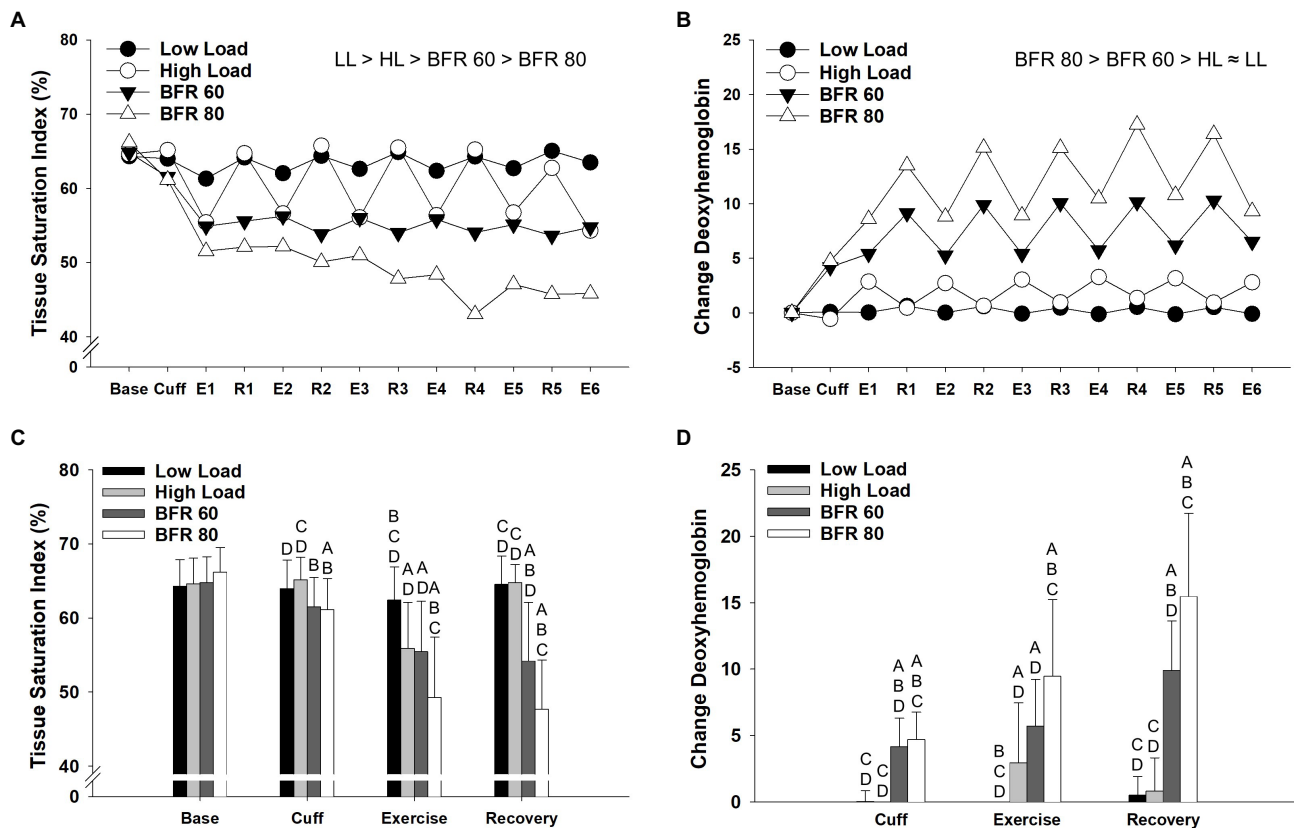 A
Tissue Saturation Index (%)
80
70
60
50
40
0
Low Load
High Load
BFR 60
BFR 80
LL > HL > BFR 60 > BFR 80
Base Cuff E1 R1 E2 R2 E3 R3 E4 R4 E5 R5 E6
B
Change Deoxyhemoglobin
25
20
15
10
5
0
-5
Low Load
High Load
BFR 60
BFR 80
BFR 80 > BFR 60 > HL ≈ LL
Base Cuff E1 R1 E2 R2 E3 R3 E4 R4 E5 R5 E6
C
Tissue Saturation Index (%)
80
70
60
50
40
0
Low Load
High Load
BFR 60
BFR 80
D
C
D
B
A
B
B
C
D
A
D
A
D
A
B
C
C
D
C
D
A
B
D
A
B
C
Base Cuff Exercise Recovery
D
Change Deoxyhemoglobin
25
20
15
10
5
0
Low Load
High Load
BFR 60
BFR 80
C
D
C
D
A
B
D
A
B
C
B
C
D
A
D
A
D
A
B
C
C
D
C
D
A
B
D
A
B
C
Cuff Exercise Recovery